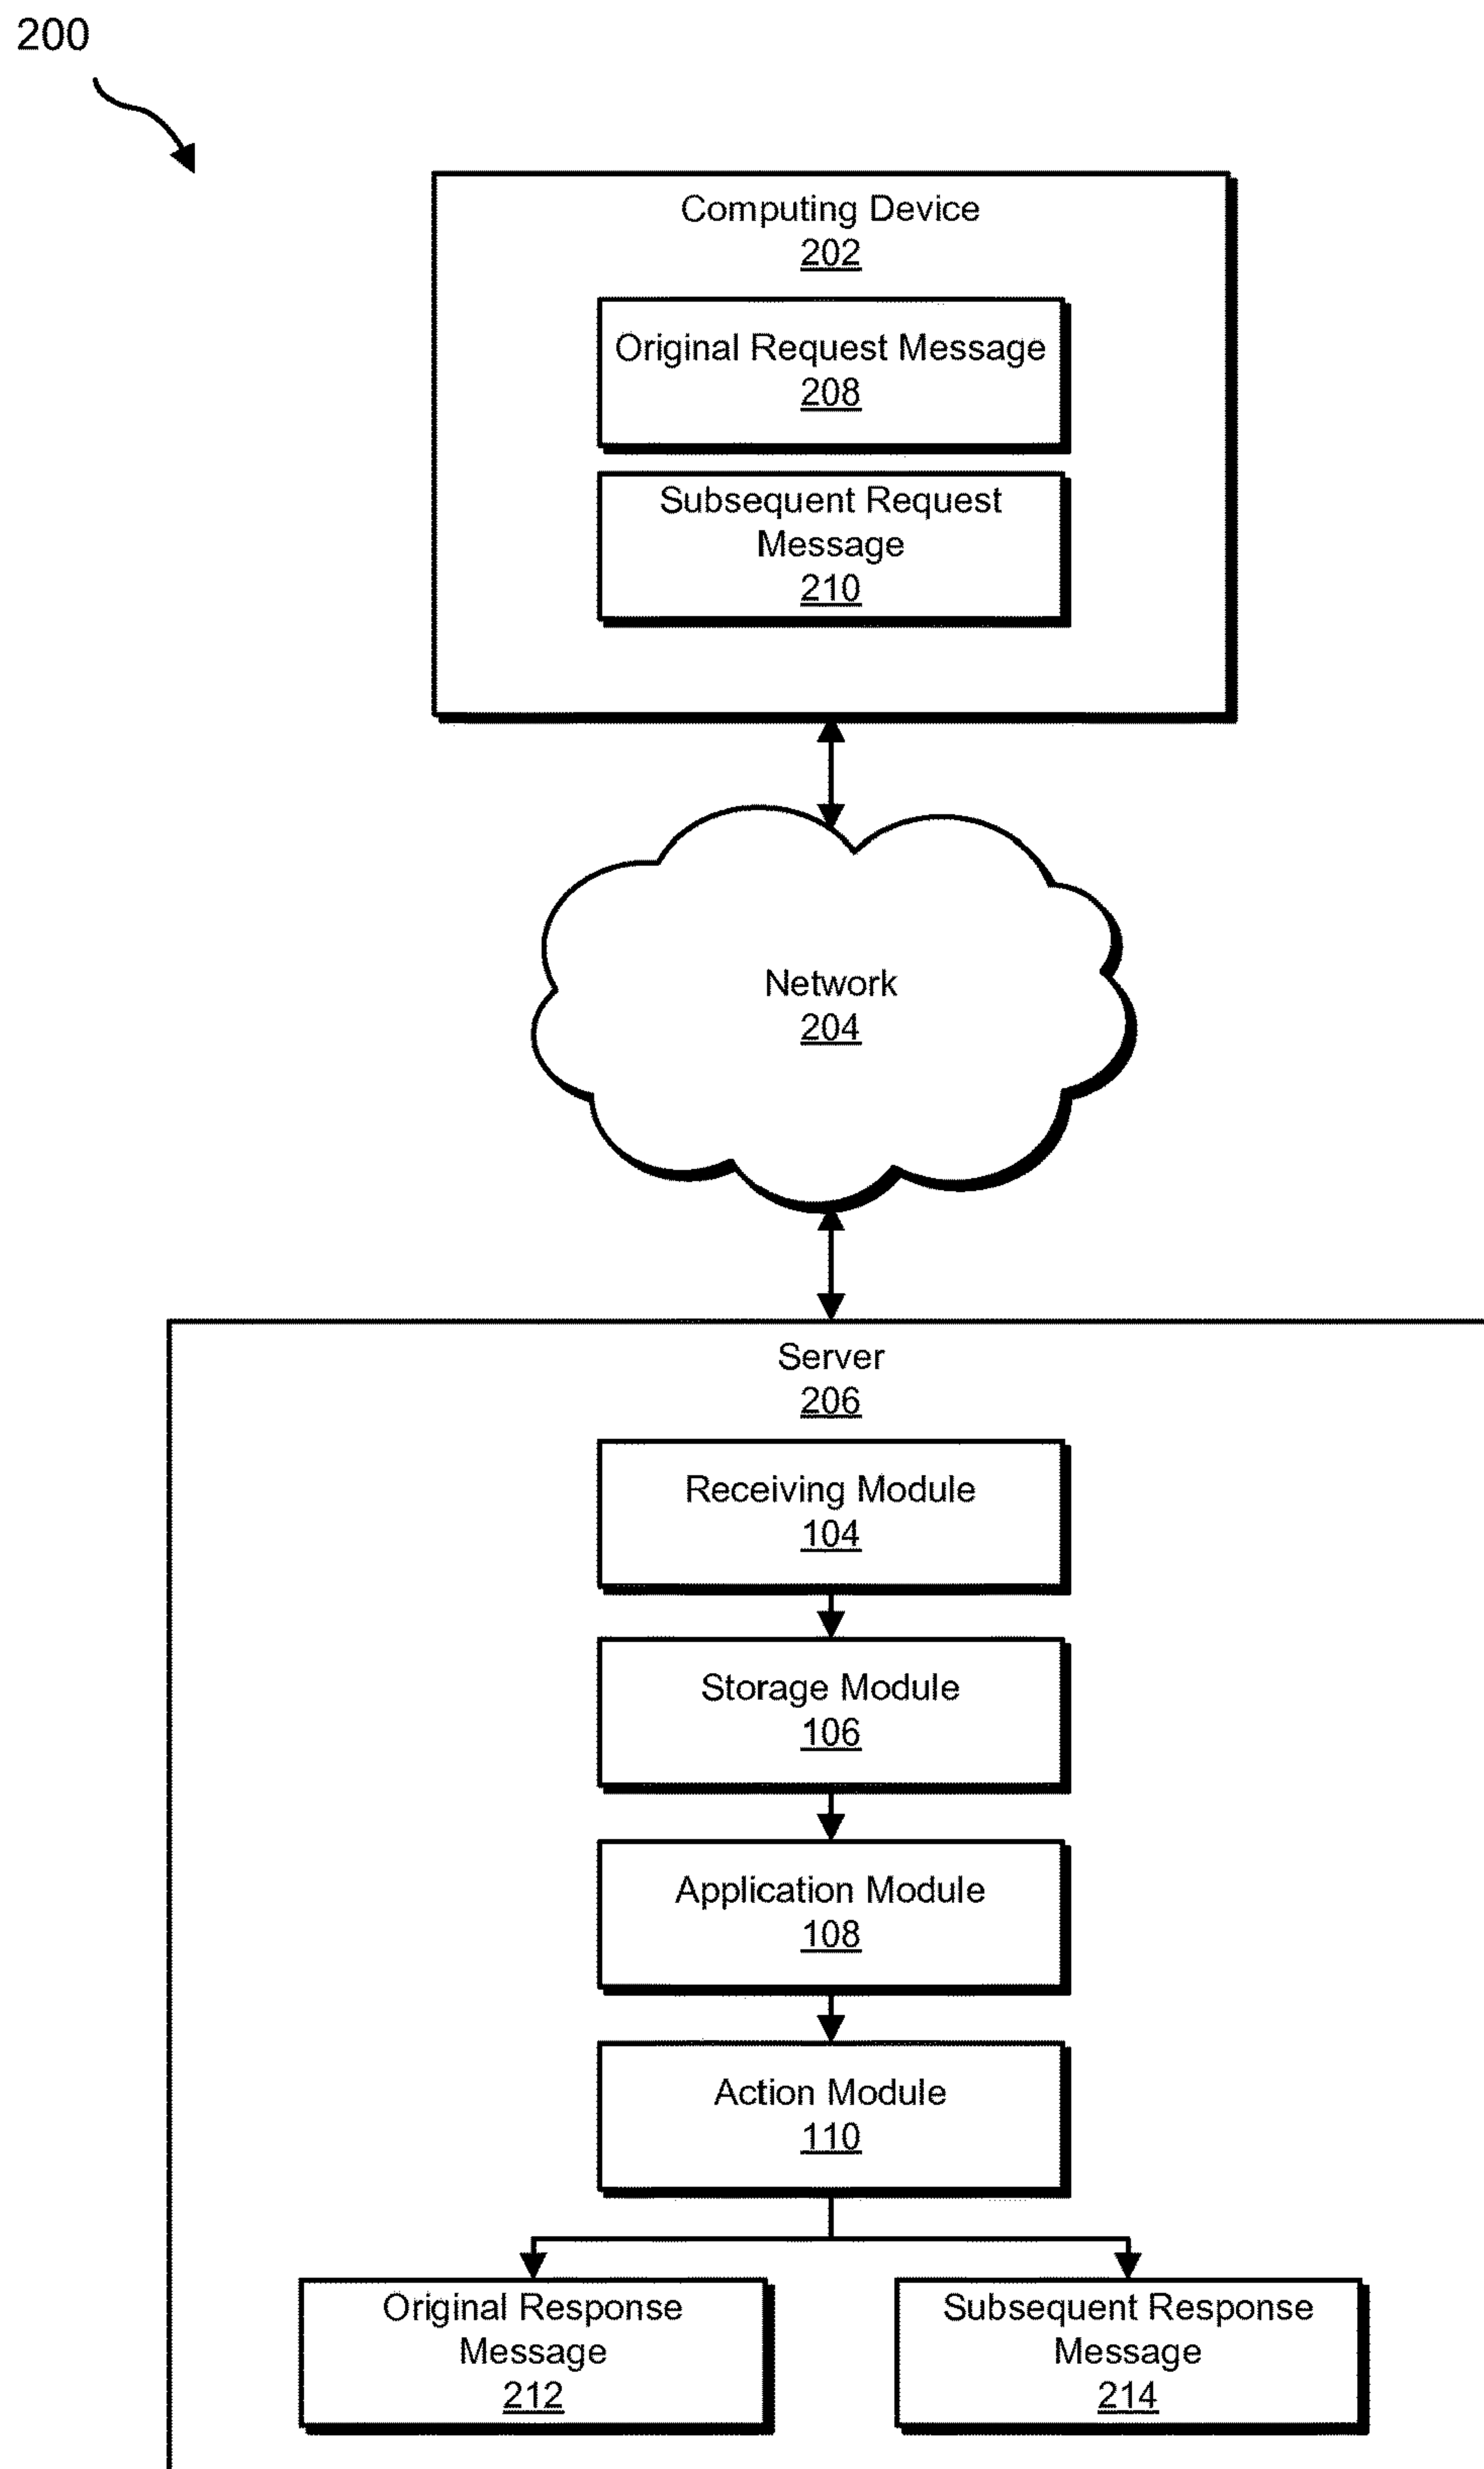 200
Computing Device
202
Original Request Message
208
Subsequent Request
Message
210
Network
204
Server
206
Receiving Module
104
Storage Module
106
Application Module
108
Action Module
110
Original Response
Message
212
Subsequent Response
Message
214